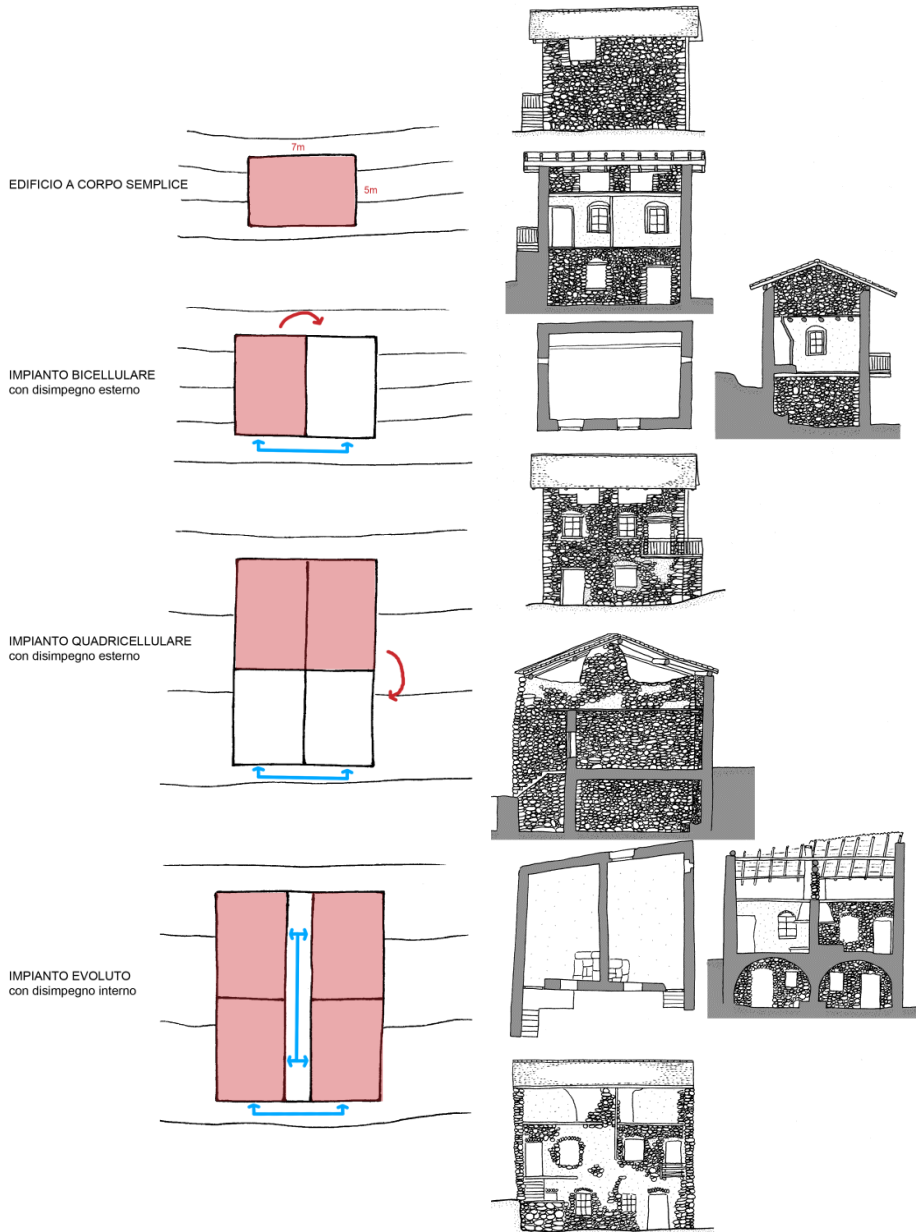 7m
EDIFICIO A CORPO SEMPLICE
5m
IMPIANTO BICELLULARE
con disimpegno esterno
IMPIANTO QUADRICELLULARE
con disimpegno esterno
IMPIANTO EVOLUTO
con disimpegno interno